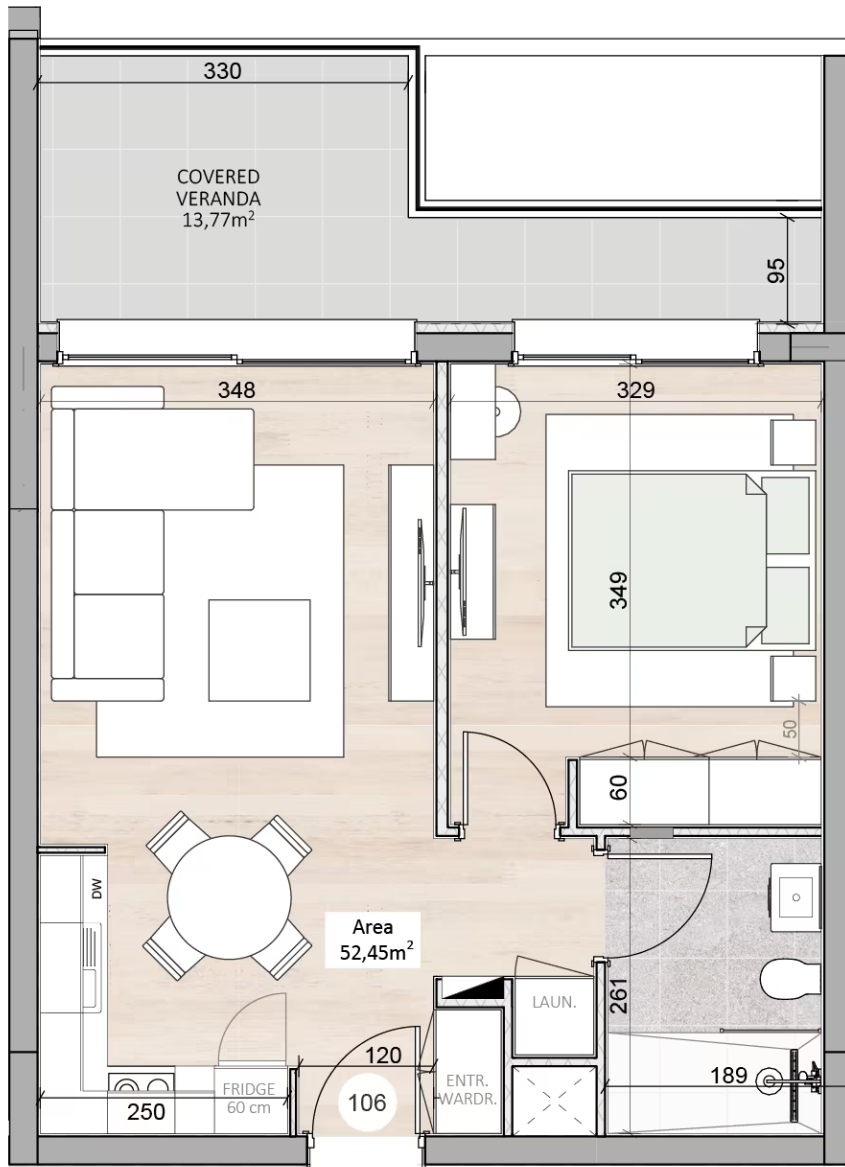 330
COVERED
VERANDA
13,77m²
95
348
329
349
50
60
DW
Area
52,45m²
261
LAUN.
120
189
FRIDGE
60 cm
ENTR.
WARDR.
250
106